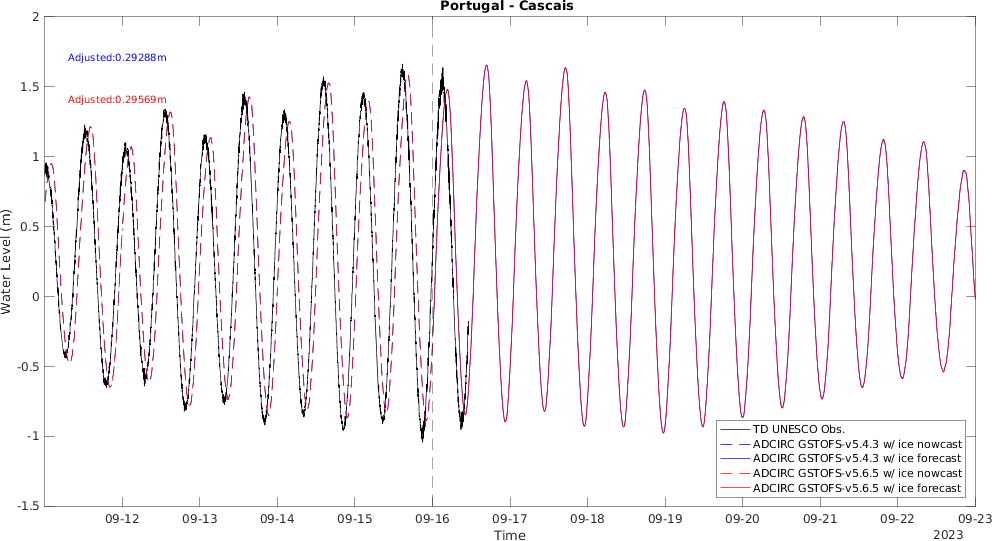 Portugal - Cascais
2
1.5
1
0.5
0
-0.5
-1
-1.5
Water Level (m)
Adjusted:0.29288m
Adjusted:0.29569m
TD UNESCO Obs.
ADCIRC GSTOFS-v5.4.3 w/ ice nowcast
ADCIRC GSTOFS-v5.4.3 w/ ice forecast
ADCIRC GSTOFS-v5.6.5 w/ ice nowcast
ADCIRC GSTOFS-v5.6.5 w/ ice forecast
09-12 09-13 09-14 09-15 09-16 09-17 09-18 09-19 09-20 09-21 09-22 09-23
Time
2023